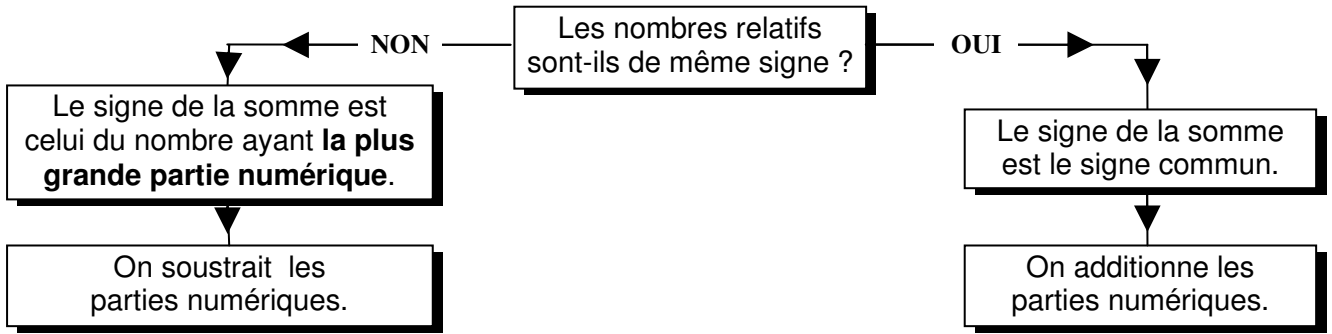 Les nombres relatifs
sont-ils de même signe ?
NON
OUI
Le signe de la somme est
celui du nombre ayant la plus
grande partie numérique.
On soustrait les
parties numériques.
Le signe de la somme
est le signe commun.
On additionne les
parties numériques.